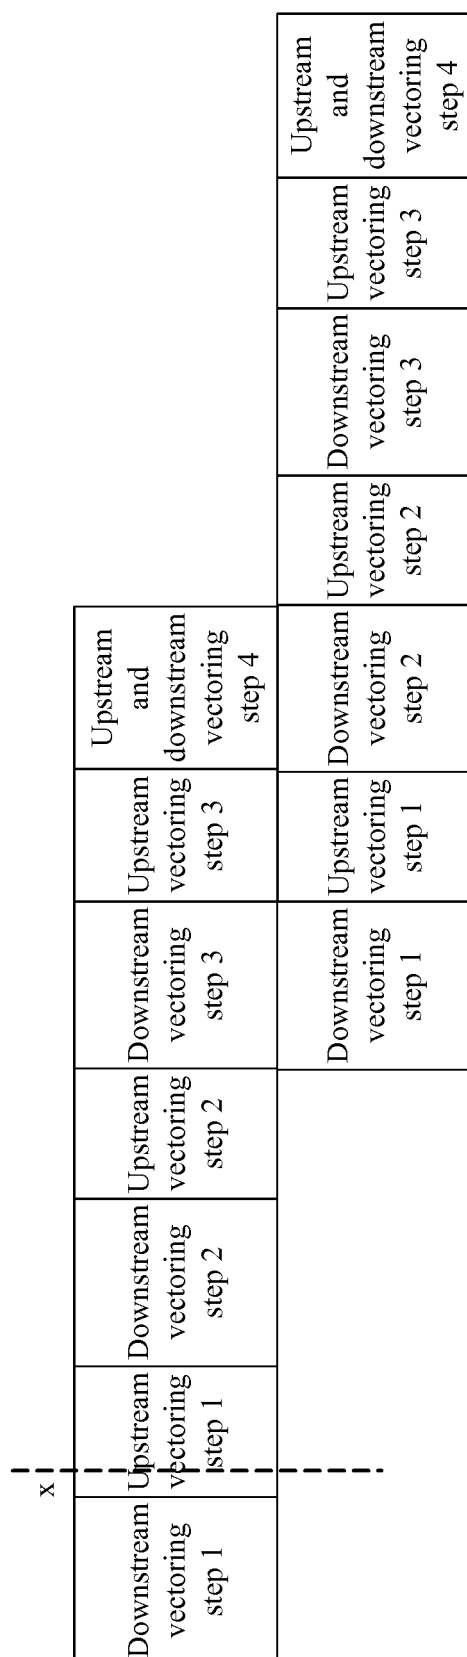 x
Downstream
vectoring
step 1
Upstream
vectoring
step 1
Downstream
vectoring
step 2
Upstream
vectoring
step 2
Downstream
vectoring
step 3
Upstream
vectoring
step 3
Upstream
and
downstream
vectoring
step 4
Downstream
vectoring
step 1
Upstream
vectoring
step 1
Downstream
vectoring
step 2
Upstream
vectoring
step 2
Downstream
vectoring
step 3
Upstream
vectoring
step 3
Upstream
and
downstream
vectoring
step 4